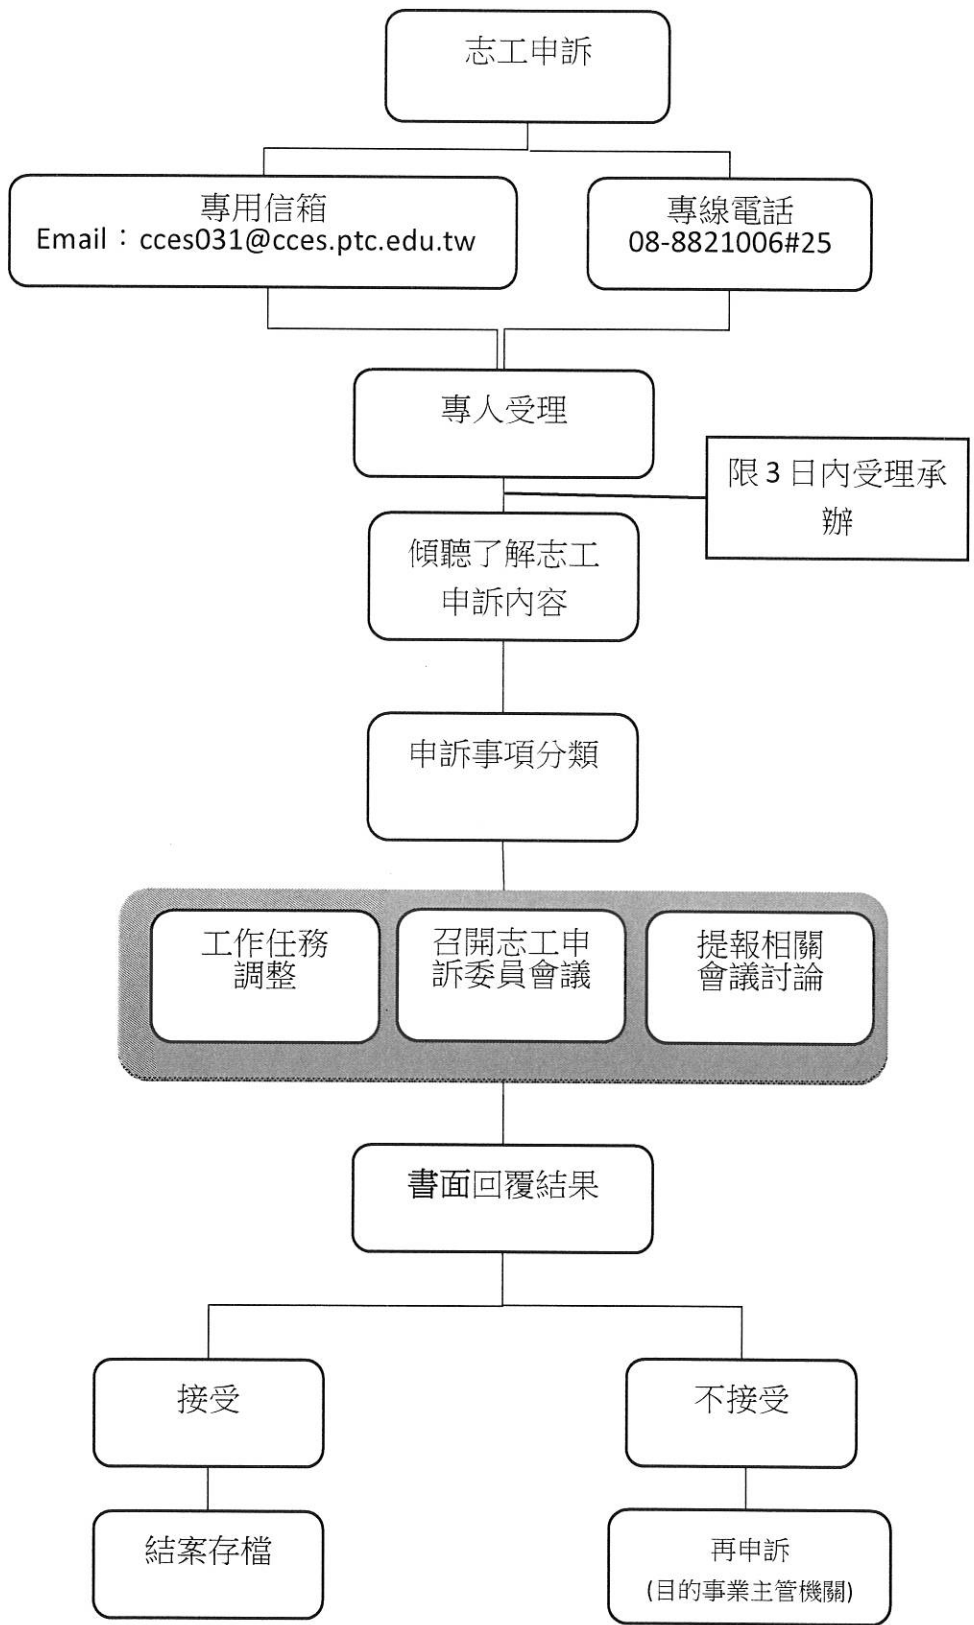 志工申訴
專用信箱
Email：cces031@cces.ptc.edu.tw
專線電話
08-8821006#25
專人受理
限 3 日內受理承
辦
傾聽了解志工
申訴內容
申訴事項分類
工作任務
調整
召開志工申
訴委員會議
提報相關
會議討論
書面回覆結果
接受
不接受
結案存檔
再申訴
(目的事業主管機關)